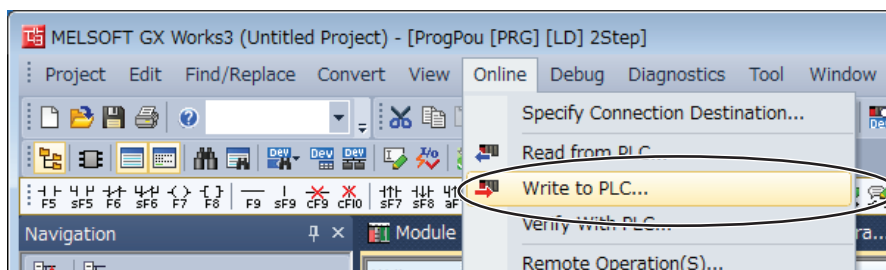 MELSOFT GX Works3 (Untitled Project) - [ProgPou [PRG] [LD] 2Step]
Project Edit Find/Replace Convert View Online Debug Diagnostics Tool Window
Specify Connection Destination...
Read from PLC...
Write to PLC...
F5 sF5 F6 sF6 F7 F8 F9 sF9 cF9 cF10 sF7 sF8
Verify With PLC...
Navigation Module
Remote Operation(S)...